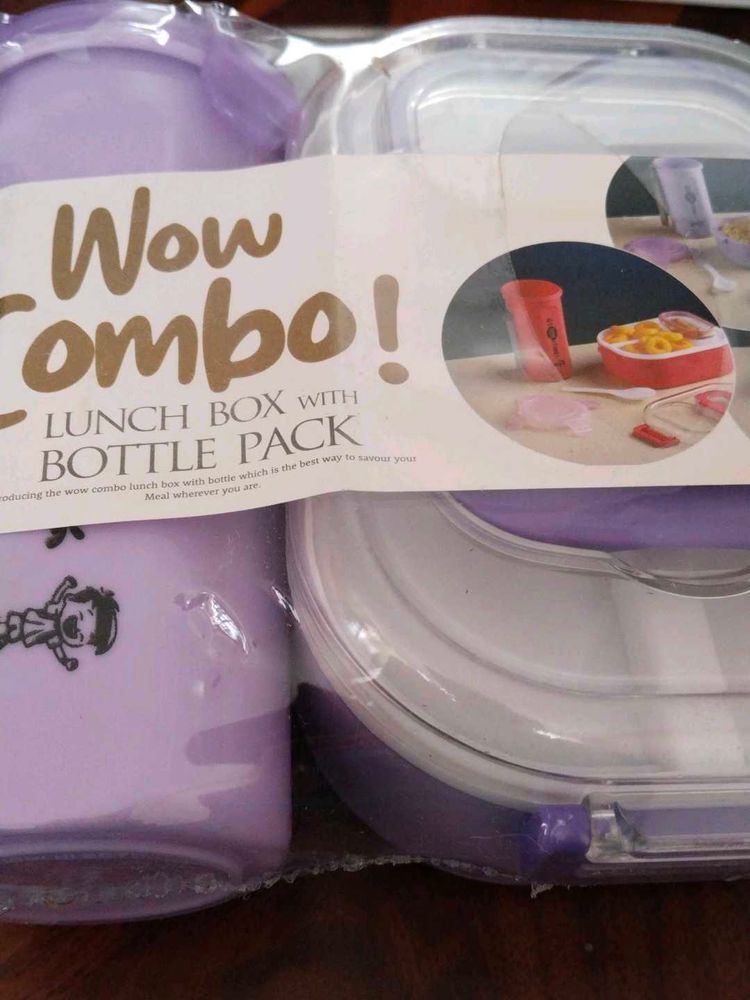 Wow
Combo!
LUNCH BOX WITH
BOTTLE PACK
roducing the wow combo lunch box with bottle which is the best way to savour your
Meal wherever you are.